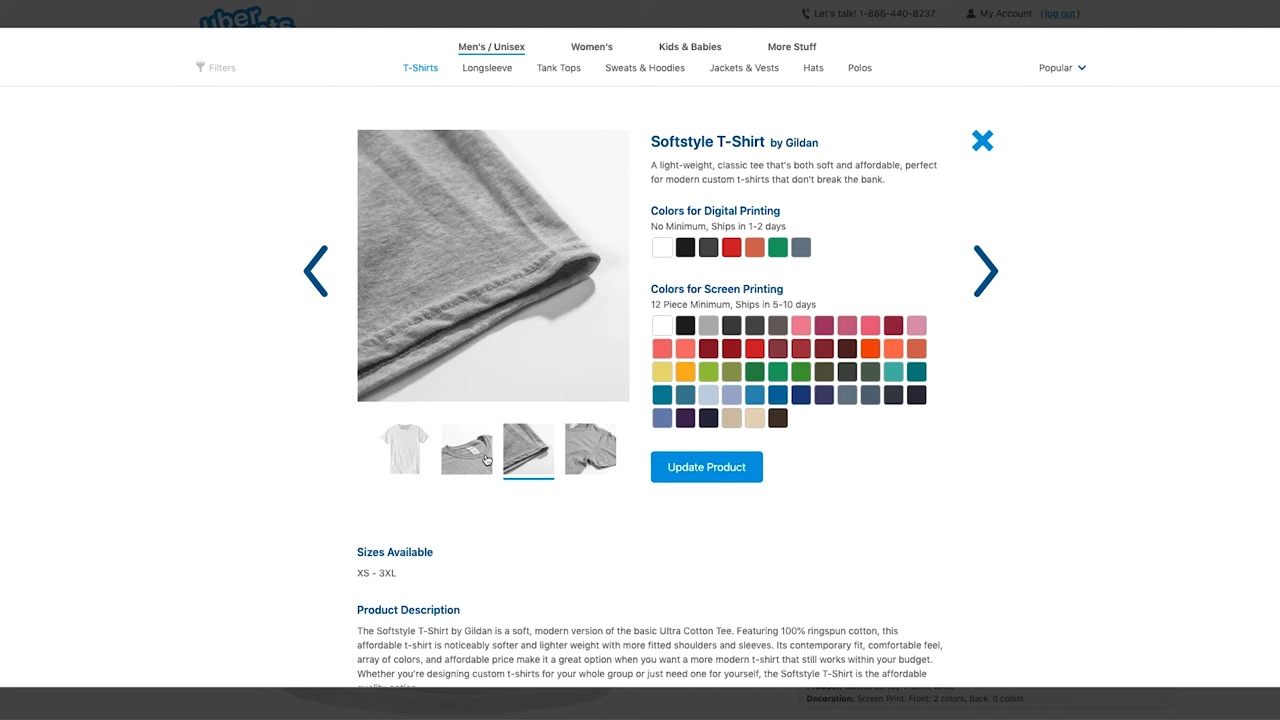 uber
Let's talk! 1-866-440-8237
My Account (log out)
Men's / Unisex Women's Kids & Babies More Stuff
Filters
T-Shirts Longsleeve Tank Tops Sweats & Hoodies Jackets & Vests Hats Polos
Popular
Softstyle T-Shirt by Gildan
A light-weight, classic tee that's both soft and affordable, perfect
for modern custom t-shirts that don't break the bank.
Colors for Digital Printing
No Minimum, Ships in 1-2 days
Colors for Screen Printing
12 Piece Minimum, Ships in 5-10 days
Update Product
Sizes Available
XS - 3XL
Product Description
The Softstyle T-Shirt by Gildan is a soft, modern version of the basic Ultra Cotton Tee. Featuring 100% ringspun cotton, this
affordable t-shirt is noticeably softer and lighter weight with more fitted shoulders and sleeves. Its contemporary fit, comfortable feel,
array of colors, and affordable price make it a great option when you want a more modern t-shirt that still works within your budget.
Whether you're designing custom t-shirts for your whole group or just need one for yourself, the Softstyle T-Shirt is the affordable
Decoration: Screen Print: Front: 2 colors, Back: 0 colors